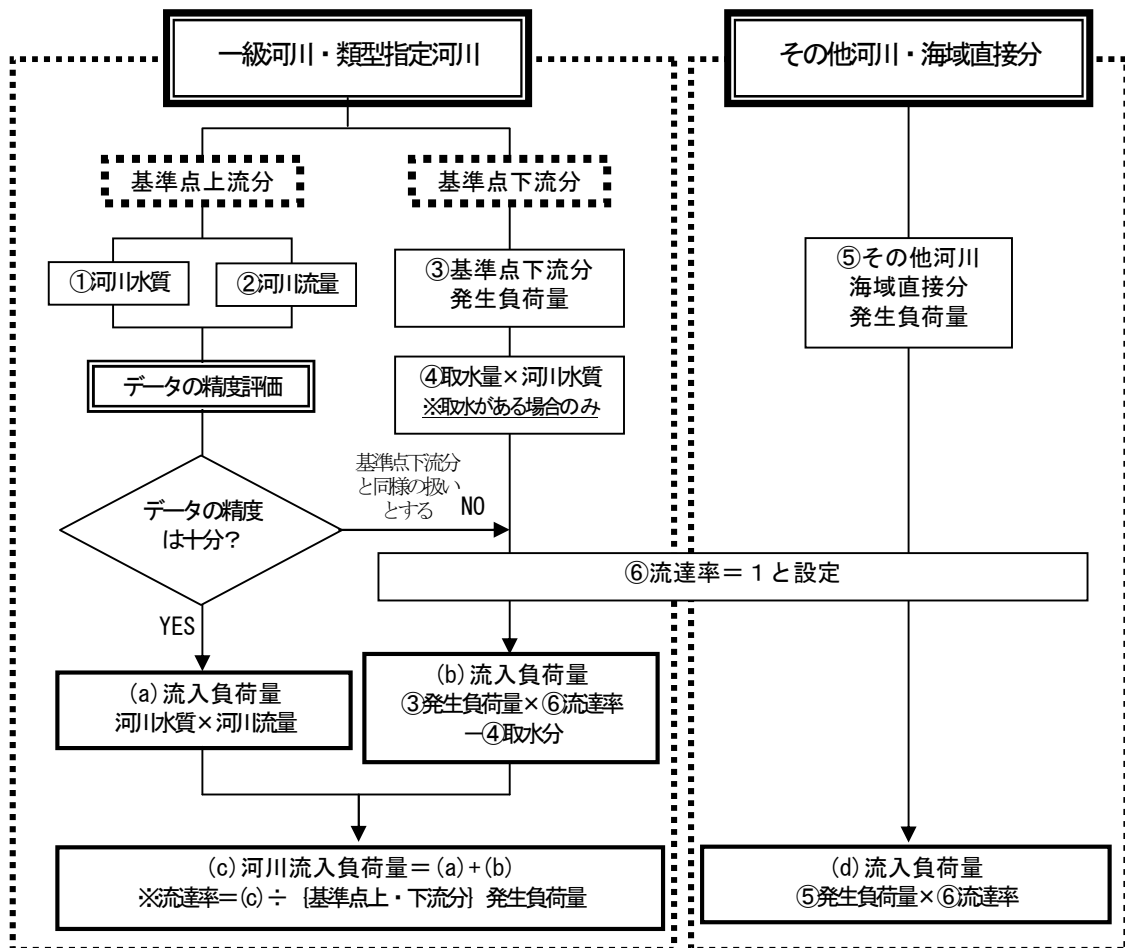 一級河川・類型指定河川
その他河川・海域直接分
基準点上流分
基準点下流分
①河川水質
②河川流量
③基準点下流分
発生負荷量
⑤その他河川
海域直接分
発生負荷量
データの精度評価
④取水量×河川水質
※取水がある場合のみ
データの精度
は十分?
基準点下流分
と同様の扱い
とする
NO
⑥流達率=1と設定
YES
(a)流入負荷量
河川水質×河川流量
(b)流入負荷量
③発生負荷量×⑥流達率
―④取水分
(c)河川流入負荷量=(a)+(b)
※流達率=(c)÷ {基準点上・下流分} 発生負荷量
(d)流入負荷量
⑤発生負荷量×⑥流達率